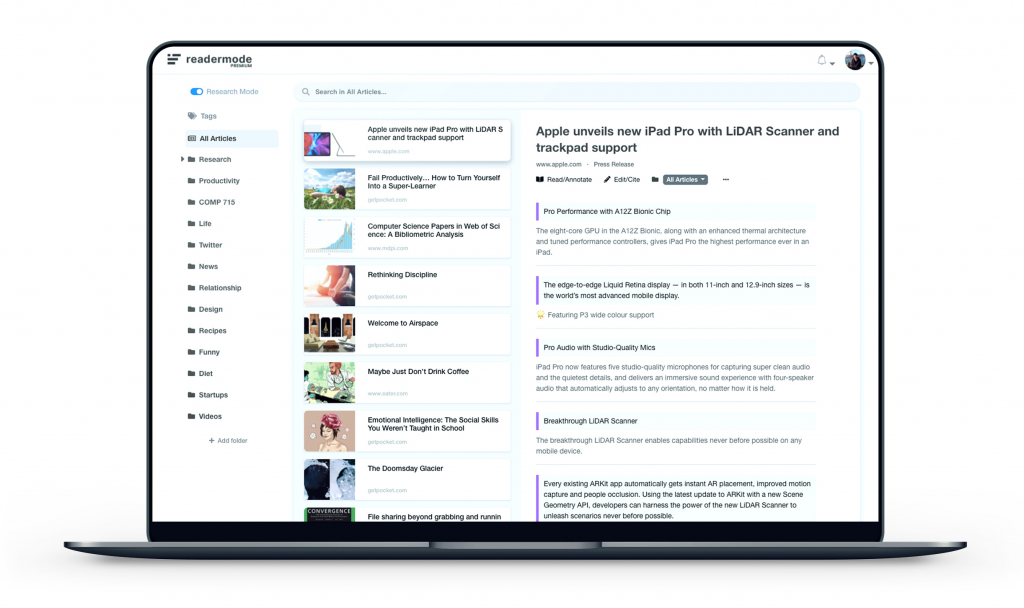 readermode
PREMIUM
Research Mode
Search in All Articles...
Tags
All Articles
Research
Productivity
COMP 715
Life
Twitter
News
Relationship
Design
Recipes
Funny
Diet
Startups
Videos
+ Add folder
Apple unveils new iPad Pro with LiDAR S
canner and trackpad support
www.apple.com
Fail Productively... How to Turn Yourself
Into a Super-Learner
getpocket.com
Computer Science Papers in Web of Sci
ence: A Bibliometric Analysis
www.mdpi.com
Rethinking Discipline
getpocket.com
Welcome to Airspace
getpocket.com
Maybe Just Don't Drink Coffee
www.eater.com
Emotional Intelligence: The Social Skills
You Weren't Taught in School
getpocket.com
The Doomsday Glacier
getpocket.com
CONVERGENCE
File sharing beyond grabbing and runnin
Apple unveils new iPad Pro with LiDAR Scanner and
trackpad support
www.apple.com - Press Release
Read/Annotate Edit/Cite All Articles ...
Pro Performance with A12Z Bionic Chip
The eight-core GPU in the A12Z Bionic, along with an enhanced thermal architecture
and tuned performance controllers, gives iPad Pro the highest performance ever in an
iPad.
The edge-to-edge Liquid Retina display — in both 11-inch and 12.9-inch sizes — is
the world's most advanced mobile display.
Featuring P3 wide colour support
Pro Audio with Studio-Quality Mics
iPad Pro now features five studio-quality microphones for capturing super clean audio
and the quietest details, and delivers an immersive sound experience with four-speaker
audio that automatically adjusts to any orientation, no matter how it is held.
Breakthrough LiDAR Scanner
The breakthrough LiDAR Scanner enables capabilities never before possible on any
mobile device.
Every existing ARKit app automatically gets instant AR placement, improved motion
capture and people occlusion. Using the latest update to ARKit with a new Scene
Geometry API, developers can harness the power of the new LiDAR Scanner to
unleash scenarios never before possible.